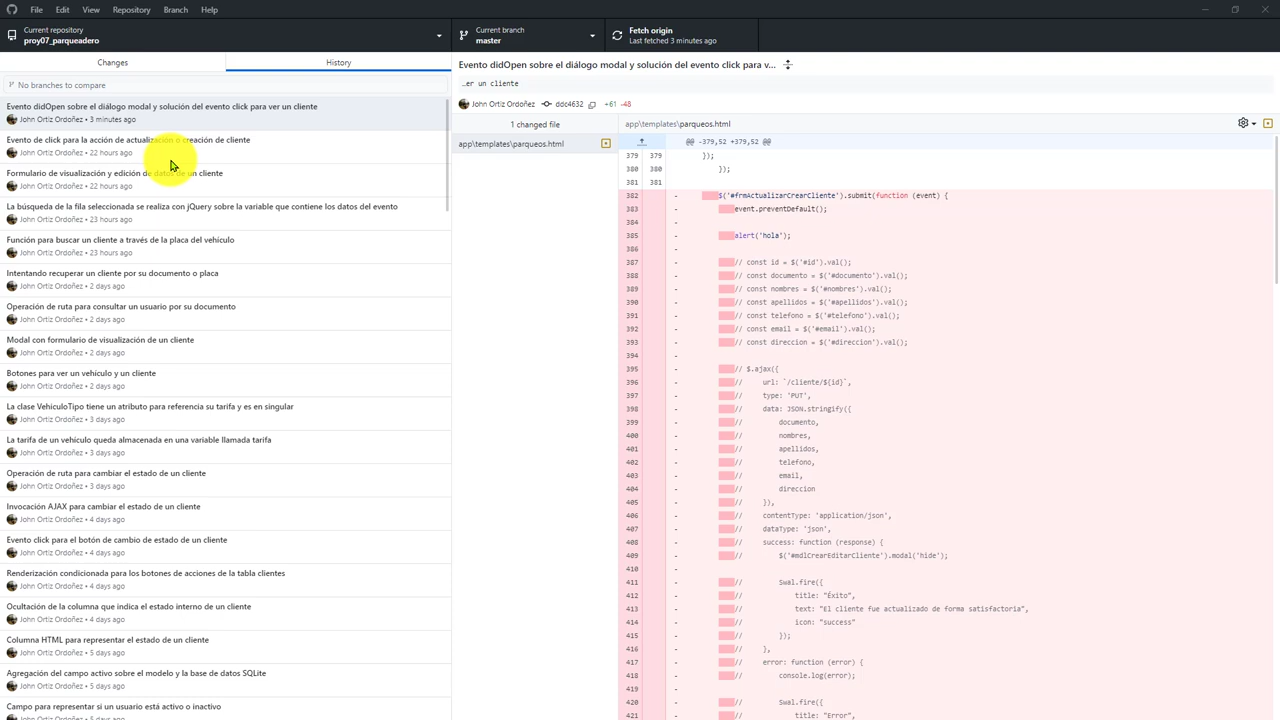 File Edit View Repository Branch Help
Current repository
proy07_parqueadero
Current branch
master
Fetch origin
Last fetched 3 minutes ago
Changes
History
No branches to compare
Evento didOpen sobre el diálogo modal y solución del evento click para ver un cliente
John Ortiz Ordoñez • 3 minutes ago
Evento de click para la acción de actualización o creación de cliente
John Ortiz Ordoñez • 22 hours ago
Formulario de visualización y edición de datos de un cliente
John Ortiz Ordoñez • 22 hours ago
La búsqueda de la fila seleccionada se realiza con jQuery sobre la variable que contiene los datos del evento
John Ortiz Ordoñez • 23 hours ago
Función para buscar un cliente a través de la placa del vehículo
John Ortiz Ordoñez • 23 hours ago
Intentando recuperar un cliente por su documento o placa
John Ortiz Ordoñez • 2 days ago
Operación de ruta para consultar un usuario por su documento
John Ortiz Ordoñez • 2 days ago
Modal con formulario de visualización de un cliente
John Ortiz Ordoñez • 2 days ago
Botones para ver un vehículo y un cliente
John Ortiz Ordoñez • 2 days ago
La clase VehiculoTipo tiene un atributo para referencia su tarifa y es en singular
John Ortiz Ordoñez • 3 days ago
La tarifa de un vehículo queda almacenada en una variable llamada tarifa
John Ortiz Ordoñez • 3 days ago
Operación de ruta para cambiar el estado de un cliente
John Ortiz Ordoñez • 3 days ago
Invocación AJAX para cambiar el estado de un cliente
John Ortiz Ordoñez • 4 days ago
Evento click para el botón de cambio de estado de un cliente
John Ortiz Ordoñez • 4 days ago
Renderización condicionada para los botones de acciones de la tabla clientes
John Ortiz Ordoñez • 4 days ago
Ocultación de la columna que indica el estado interno de un cliente
John Ortiz Ordoñez • 4 days ago
Columna HTML para representar el estado de un cliente
John Ortiz Ordoñez • 5 days ago
Agregación del campo activo sobre el modelo y la base de datos SQLite
John Ortiz Ordoñez • 5 days ago
Campo para representar si un usuario está activo o inactivo
John Ortiz Ordoñez • 5 days ago
Evento didOpen sobre el diálogo modal y solución del evento click para v...
…er un cliente
John Ortiz Ordoñez ddc4632 +61 -48
1 changed file
app\templates\parqueos.html
app\templates\parqueos.html
@@ -379,52 +379,52 @@
379 379 });
380 380 });
381 381
382 - $('#frmActualizarCrearCliente').submit(function (event) {
383 - event.preventDefault();
384 -
385 - alert('hola');
386 -
387 - // const id = $('#id').val();
388 - // const documento = $('#documento').val();
389 - // const nombres = $('#nombres').val();
390 - // const apellidos = $('#apellidos').val();
391 - // const telefono = $('#telefono').val();
392 - // const email = $('#email').val();
393 - // const direccion = $('#direccion').val();
394 -
395 - // $.ajax({
396 - // url: `/cliente/${id}`,
397 - // type: 'PUT',
398 - // data: JSON.stringify({
399 - // documento,
400 - // nombres,
401 - // apellidos,
402 - // telefono,
403 - // email,
404 - // direccion
405 - // }),
406 - // contentType: 'application/json',
407 - // dataType: 'json',
408 - // success: function (response) {
409 - // $('#mdlCrearEditarCliente').modal('hide');
410 -
411 - // Swal.fire({
412 - // title: "Éxito",
413 - // text: "El cliente fue actualizado de forma satisfactoria",
414 - // icon: "success"
415 - // });
416 - // },
417 - // error: function (error) {
418 - // console.log(error);
419 -
420 - // Swal.fire({
421 - // title: "Error",